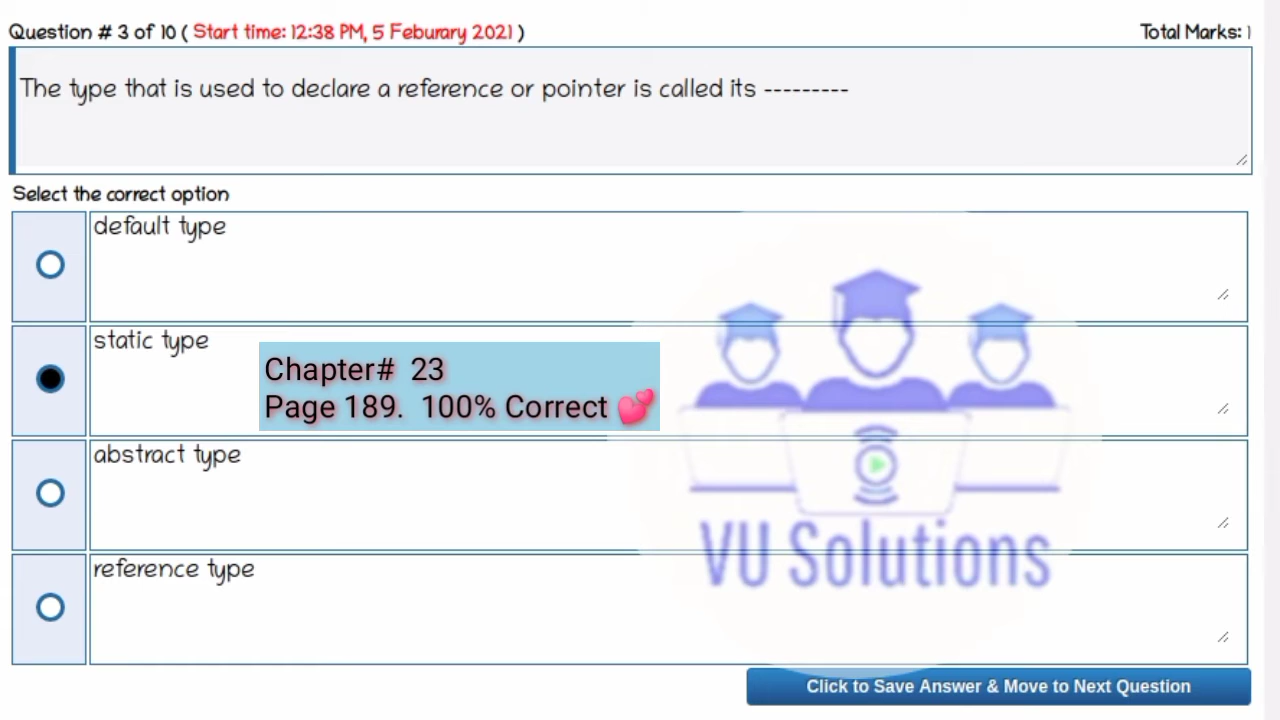 Question # 3 of 10 ( Start time: 12:38 PM, 5 Feburary 2021 )
Total Marks: 1
The type that is used to declare a reference or pointer is called its ---------
Select the correct option
default type
static type
Chapter# 23
Page 189. 100% Correct 💕
abstract type
reference type
VU Solutions
Click to Save Answer & Move to Next Question